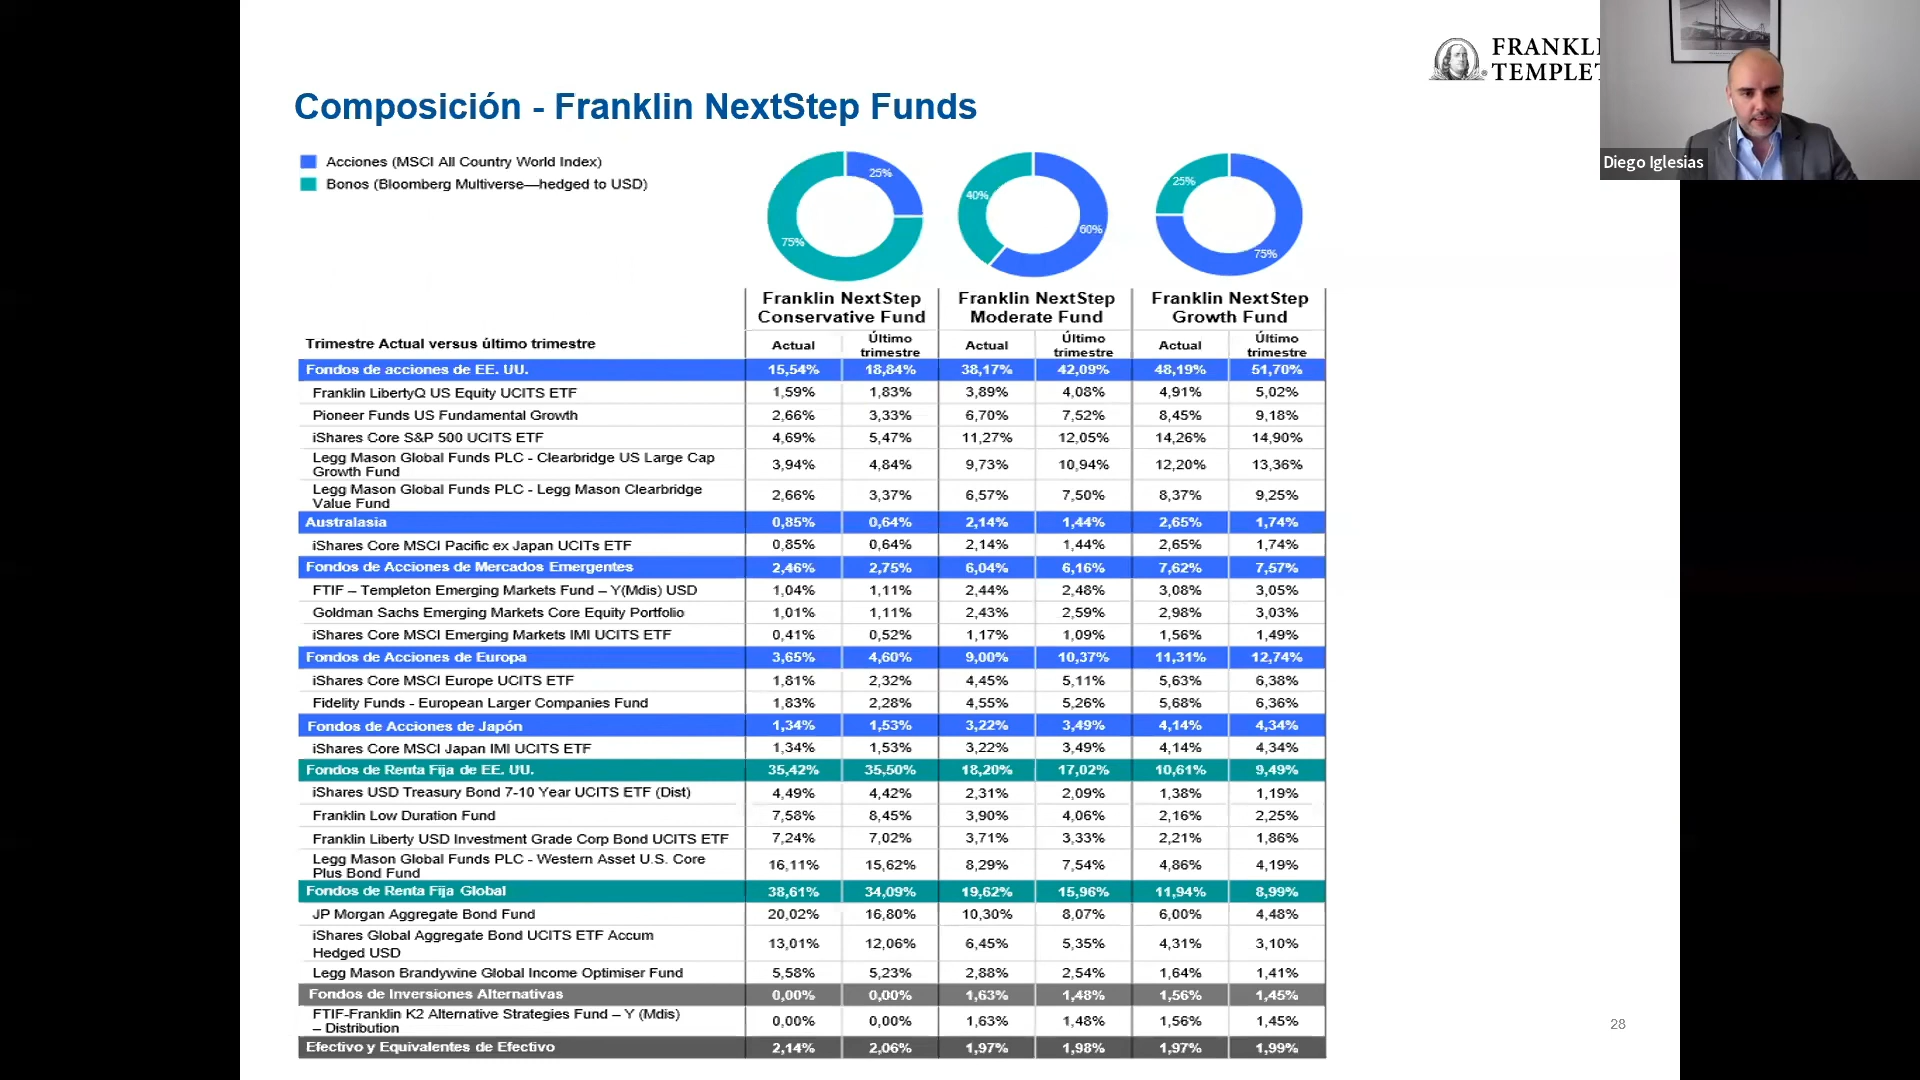 FRANKLI
TEMPLET
Composición - Franklin NextStep Funds
Diego Iglesias
Acciones (MSCI All Country World Index)
Bonos (Bloomberg Multiverse—hedged to USD)
25%
75%
40%
60%
25%
75%
Franklin NextStep Conservative Fund
Franklin NextStep Moderate Fund
Franklin NextStep Growth Fund
Trimestre Actual versus último trimestre
Actual Último trimestre Actual Último trimestre Actual Último trimestre
Fondos de acciones de EE. UU. 15,54% 18,84% 38,17% 42,09% 48,19% 51,70%
Franklin LibertyQ US Equity UCITS ETF 1,59% 1,83% 3,89% 4,08% 4,91% 5,02%
Pioneer Funds US Fundamental Growth 2,66% 3,33% 6,70% 7,52% 8,45% 9,18%
iShares Core S&P 500 UCITS ETF 4,69% 5,47% 11,27% 12,05% 14,26% 14,90%
Legg Mason Global Funds PLC - Clearbridge US Large Cap
Growth Fund 3,94% 4,84% 9,73% 10,94% 12,20% 13,36%
Legg Mason Global Funds PLC - Legg Mason Clearbridge
Value Fund 2,66% 3,37% 6,57% 7,50% 8,37% 9,25%
Australasia 0,85% 0,64% 2,14% 1,44% 2,65% 1,74%
iShares Core MSCI Pacific ex Japan UCITs ETF 0,85% 0,64% 2,14% 1,44% 2,65% 1,74%
Fondos de Acciones de Mercados Emergentes 2,46% 2,75% 6,04% 6,16% 7,62% 7,57%
FTIF – Templeton Emerging Markets Fund – Y(Mdis) USD 1,04% 1,11% 2,44% 2,48% 3,08% 3,05%
Goldman Sachs Emerging Markets Core Equity Portfolio 1,01% 1,11% 2,43% 2,59% 2,98% 3,03%
iShares Core MSCI Emerging Markets IMI UCITS ETF 0,41% 0,52% 1,17% 1,09% 1,56% 1,49%
Fondos de Acciones de Europa 3,65% 4,60% 9,00% 10,37% 11,31% 12,74%
iShares Core MSCI Europe UCITS ETF 1,81% 2,32% 4,45% 5,11% 5,63% 6,38%
Fidelity Funds - European Larger Companies Fund 1,83% 2,28% 4,55% 5,26% 5,68% 6,36%
Fondos de Acciones de Japón 1,34% 1,53% 3,22% 3,49% 4,14% 4,34%
iShares Core MSCI Japan IMI UCITS ETF 1,34% 1,53% 3,22% 3,49% 4,14% 4,34%
Fondos de Renta Fija de EE. UU. 35,42% 35,50% 18,20% 17,02% 10,61% 9,49%
iShares USD Treasury Bond 7-10 Year UCITS ETF (Dist) 4,49% 4,42% 2,31% 2,09% 1,38% 1,19%
Franklin Low Duration Fund 7,58% 8,45% 3,90% 4,06% 2,16% 2,25%
Franklin Liberty USD Investment Grade Corp Bond UCITS ETF 7,24% 7,02% 3,71% 3,33% 2,21% 1,86%
Legg Mason Global Funds PLC - Western Asset U.S. Core
Plus Bond Fund 16,11% 15,62% 8,29% 7,54% 4,86% 4,19%
Fondos de Renta Fija Global 38,61% 34,09% 19,62% 15,96% 11,94% 8,99%
JP Morgan Aggregate Bond Fund 20,02% 16,80% 10,30% 8,07% 6,00% 4,48%
iShares Global Aggregate Bond UCITS ETF Accum
Hedged USD 13,01% 12,06% 6,45% 5,35% 4,31% 3,10%
Legg Mason Brandywine Global Income Optimiser Fund 5,58% 5,23% 2,88% 2,54% 1,64% 1,41%
Fondos de Inversiones Alternativas 0,00% 0,00% 1,63% 1,48% 1,56% 1,45%
FTIF-Franklin K2 Alternative Strategies Fund – Y (Mdis)
– Distribution 0,00% 0,00% 1,63% 1,48% 1,56% 1,45%
Efectivo y Equivalentes de Efectivo 2,14% 2,06% 1,97% 1,98% 1,97% 1,99%
28